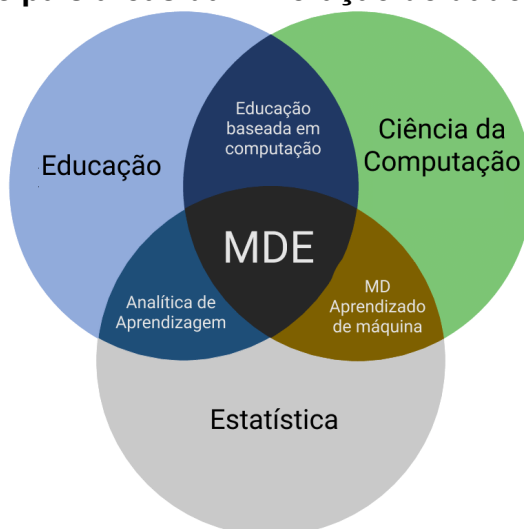 Educação
baseada em
computação
Ciência da
Computação
Educação
MDE
Analítica de
Aprendizagem
MD
Aprendizado
de máquina
Estatística